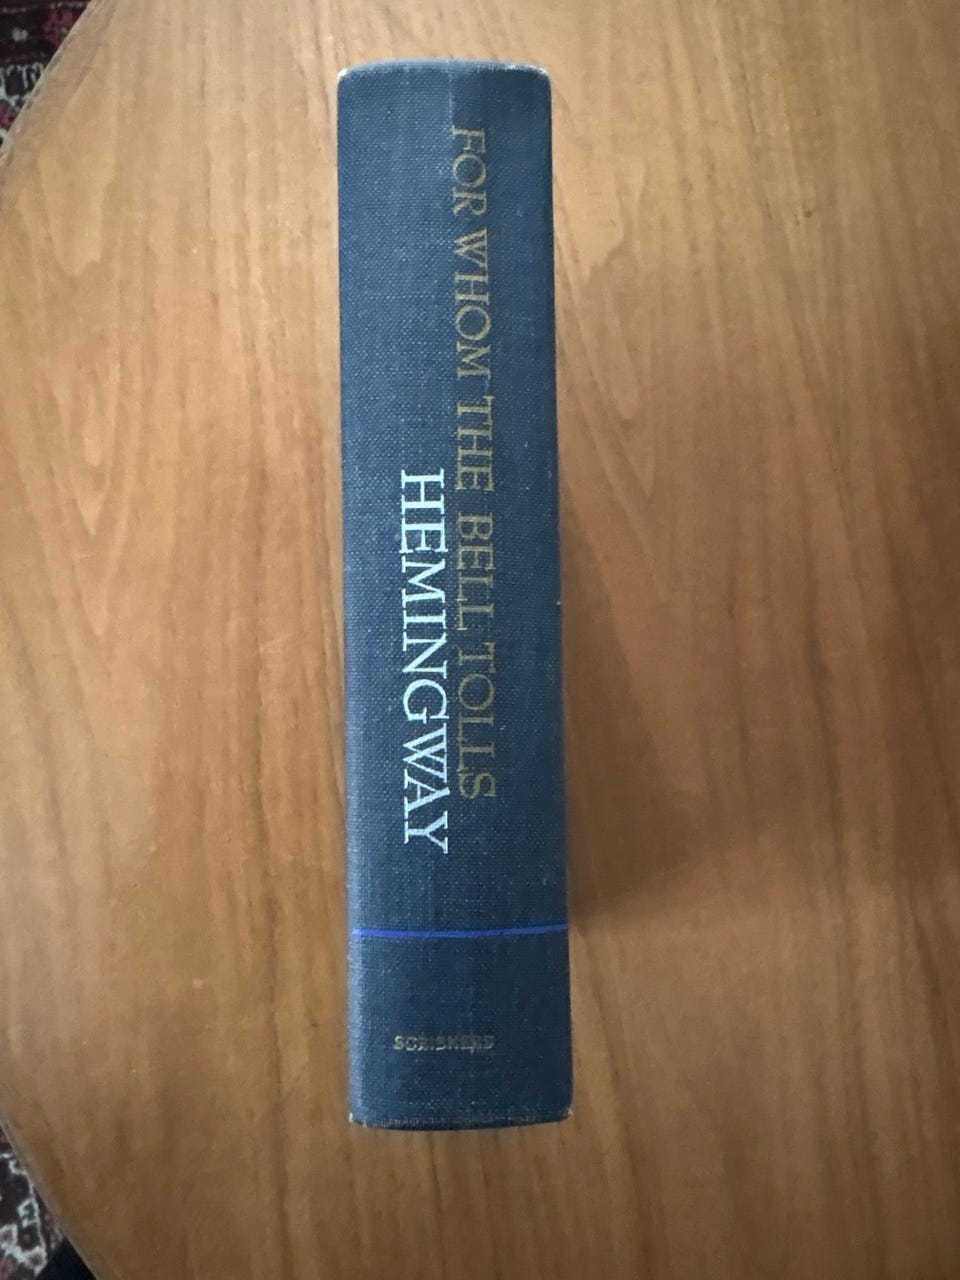 FOR WHOM THE BELL TOLLS
HEMINGWAY
SCRIBNERS